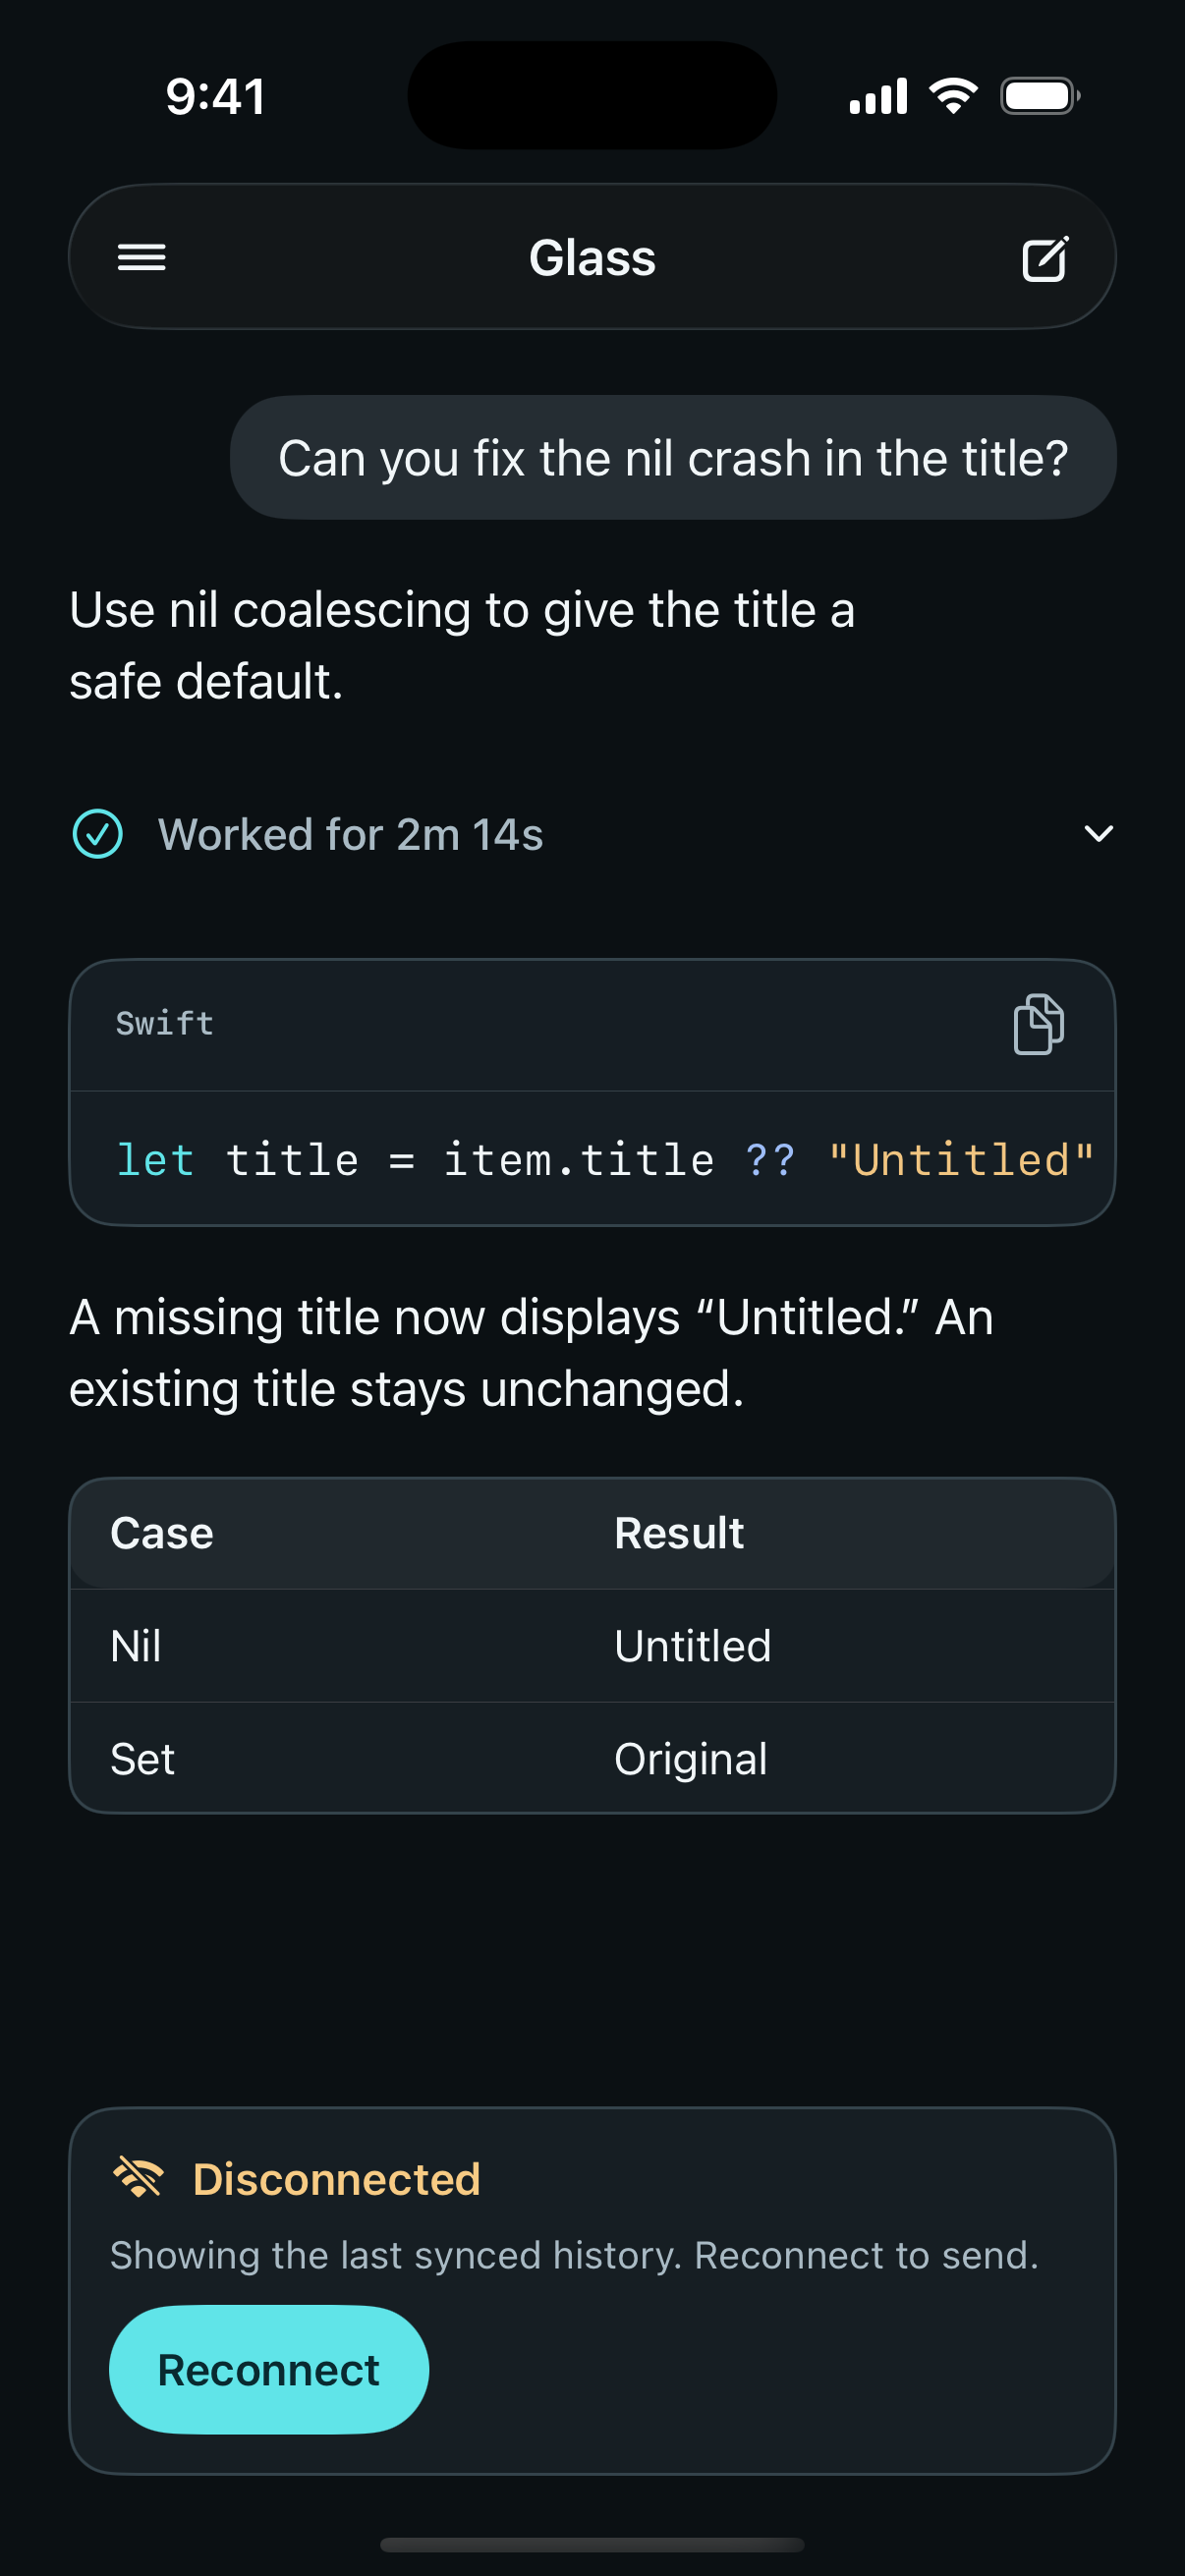 9:41
Glass
Can you fix the nil crash in the title?
Use nil coalescing to give the title a
safe default.
Worked for 2m 14s
Swift
let title = item.title ?? "Untitled"
A missing title now displays “Untitled.” An
existing title stays unchanged.
Case Result
Nil Untitled
Set Original
Disconnected
Showing the last synced history. Reconnect to send.
Reconnect